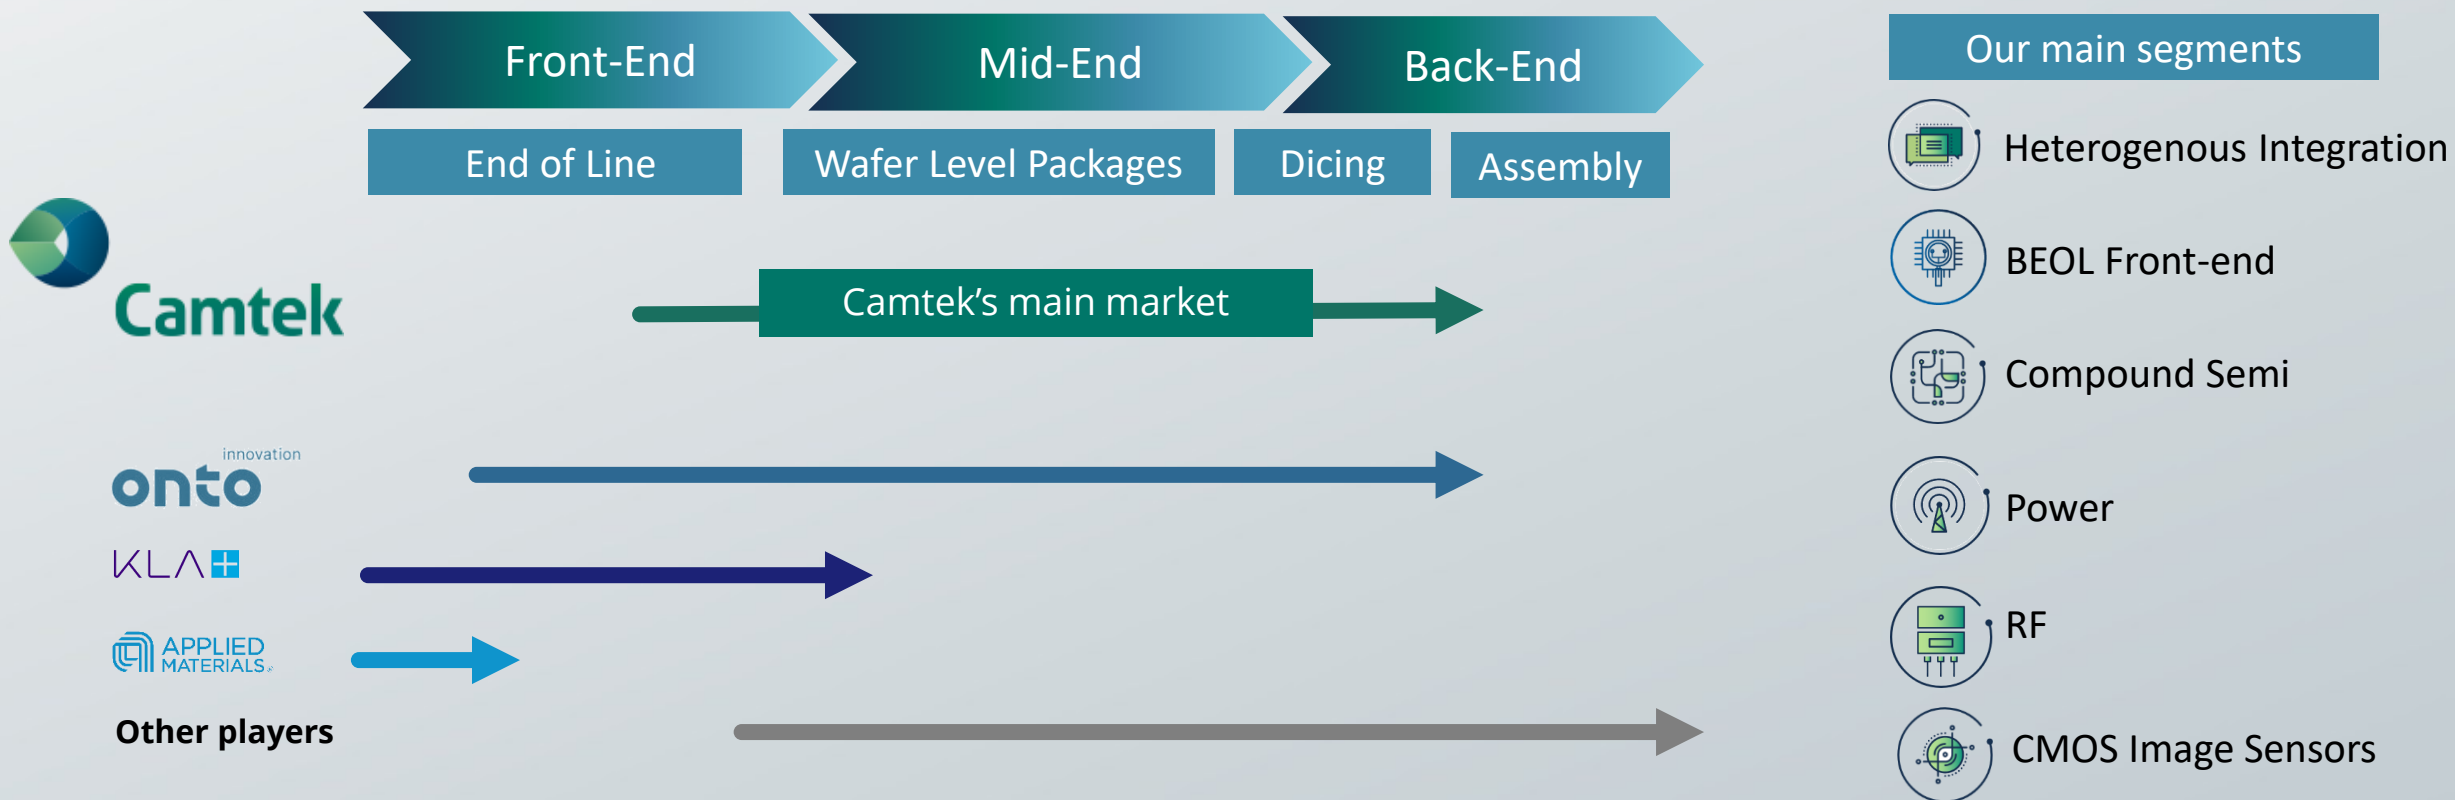 Front-End
Mid-End
Back-End
Our main segments
End of Line
Wafer Level Packages
Dicing
Assembly
Heterogenous Integration
Camtek
Camtek’s main market
BEOL Front-end
Compound Semi
innovation
onto
Power
KLA
APPLIED
MATERIALS
RF
Other players
CMOS Image Sensors